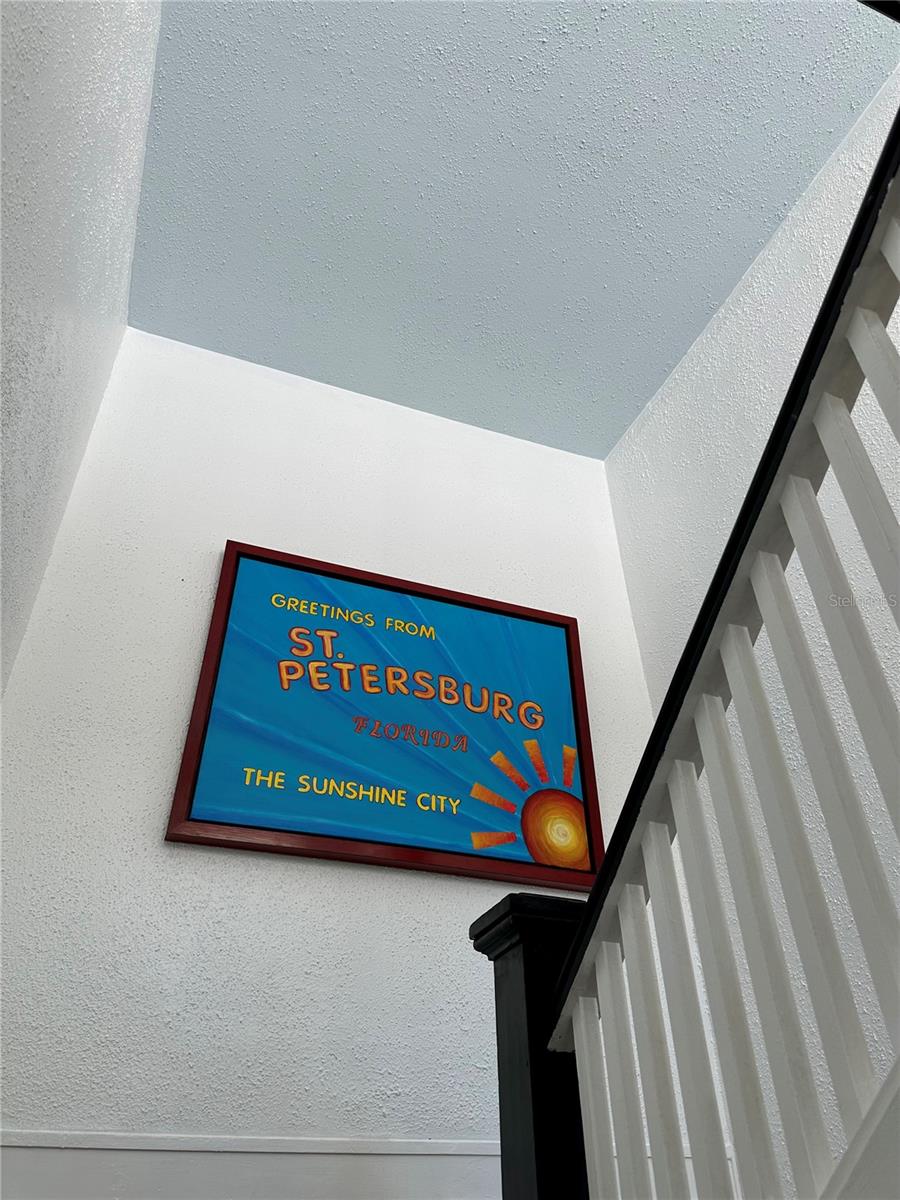 GREETINGS FROM
ST.
PETERSBURG
FLORIDA
THE SUNSHINE CITY